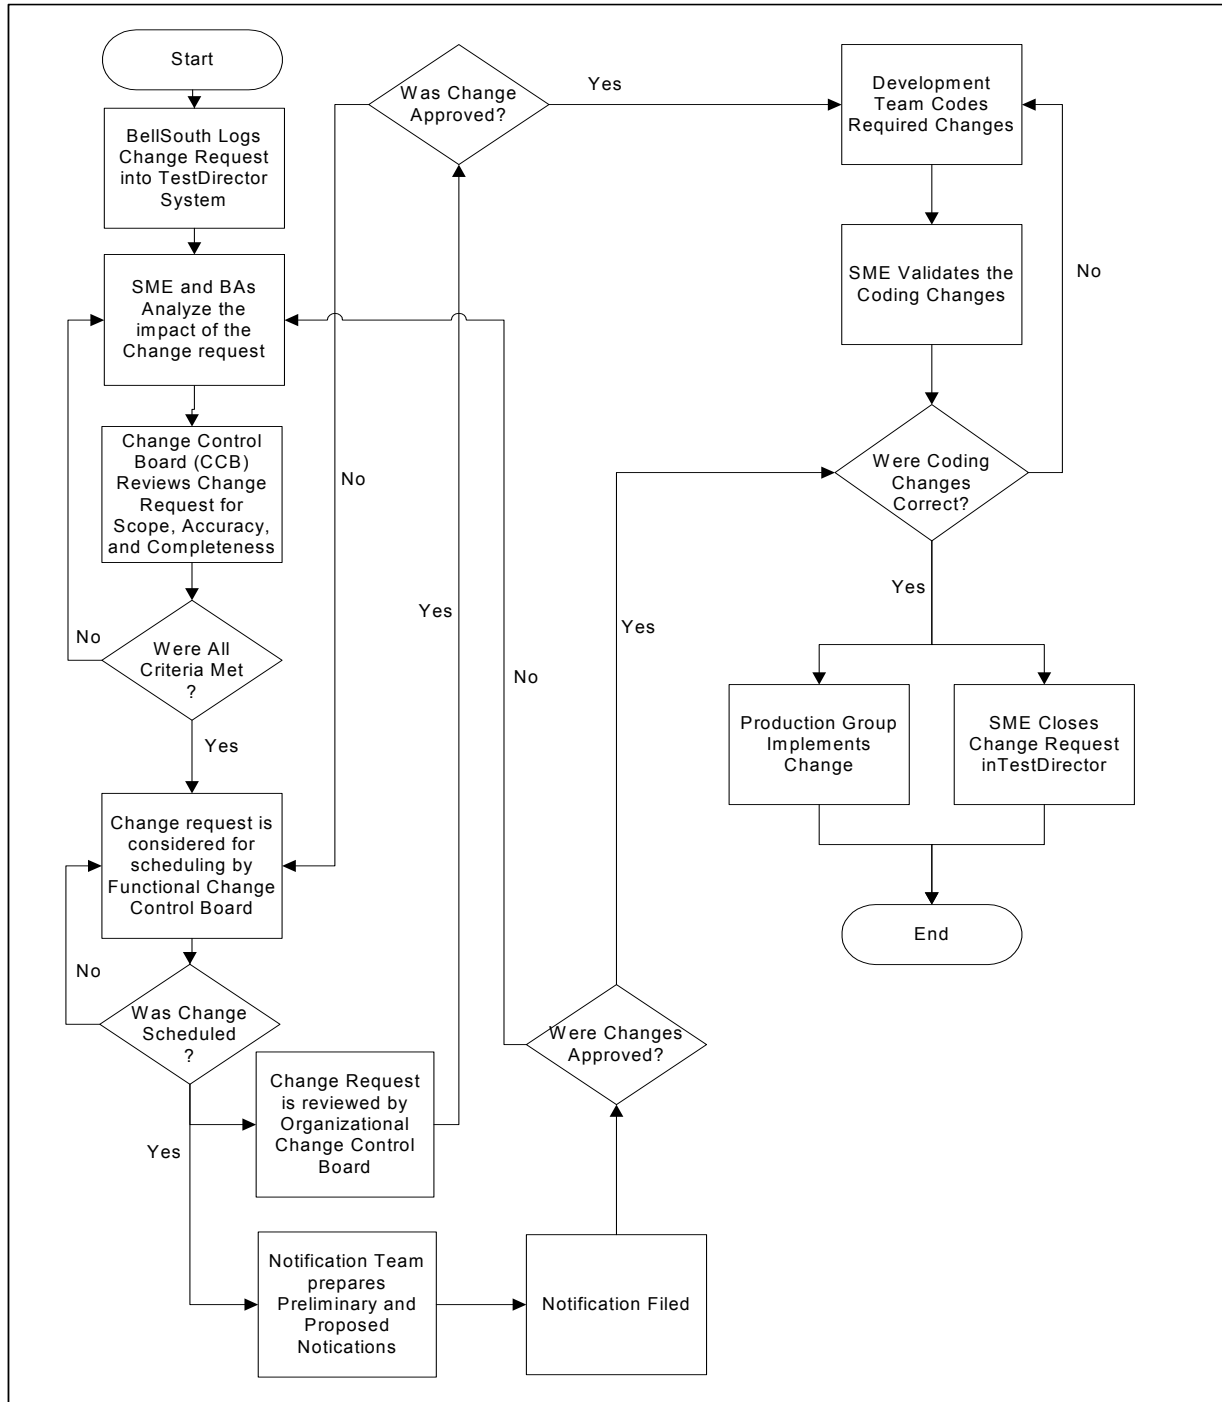 Start
BellSouth Logs
Change Request
into TestDirector
System
SME and BAs
Analyze the
impact of the
Change request
Change Control
Board (CCB)
Reviews Change
Request for
Scope, Accuracy,
and Completeness
No
Were All
Criteria Met
?
Yes
Change request is
considered for
scheduling by
Functional Change
Control Board
No
Was Change
Scheduled
?
Yes
Change Request
is reviewed by
Organizational
Change Control
Board
Notification Team
prepares
Preliminary and
Proposed
Notications
Notification Filed
Were Changes
Approved?
No
Yes
Yes
No
Was Change
Approved?
Yes
Development
Team Codes
Required Changes
SME Validates the
Coding Changes
No
Were Coding
Changes
Correct?
Yes
Production Group
Implements
Change
SME Closes
Change Request
inTestDirector
End